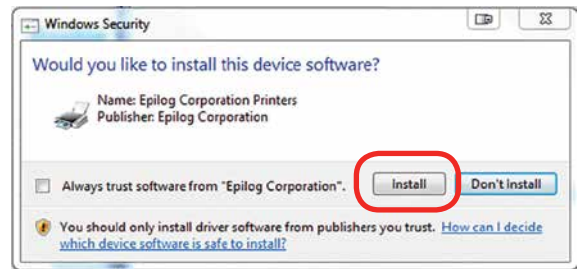 Windows Security
Would you like to install this device software?
Name: Epilog Corporation Printers
Publisher: Epilog Corporation
Always trust software from "Epilog Corporation".
Install
Don't Install
You should only install driver software from publishers you trust. How can I decide
which device software is safe to install?